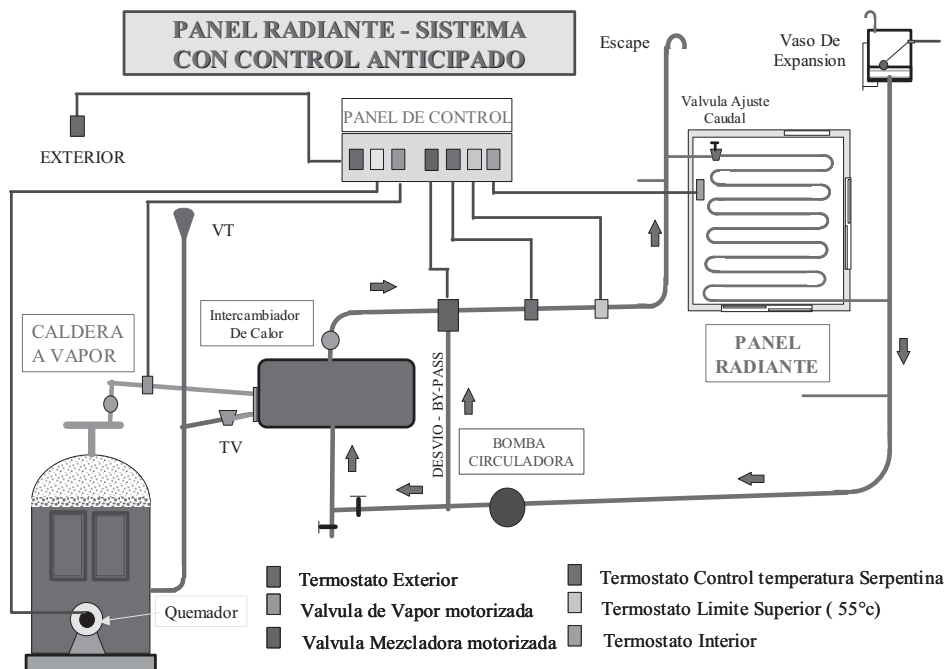 PANEL RADIANTE - SISTEMA
CON CONTROL ANTICIPADO
Escape
Vaso De
Expansion
PANEL DE CONTROL
Valvula Ajuste
Caudal
EXTERIOR
VT
Intercambiador
De Calor
CALDERA
A VAPOR
PANEL
RADIANTE
TV
DESVIO - BY-PASS
BOMBA
CIRCULADORA
Quemador
Termostato Exterior
Valvula de Vapor motorizada
Valvula Mezcladora motorizada
Termostato Control temperatura Serpentina
Termostato Limite Superior ( 55°c)
Termostato Interior